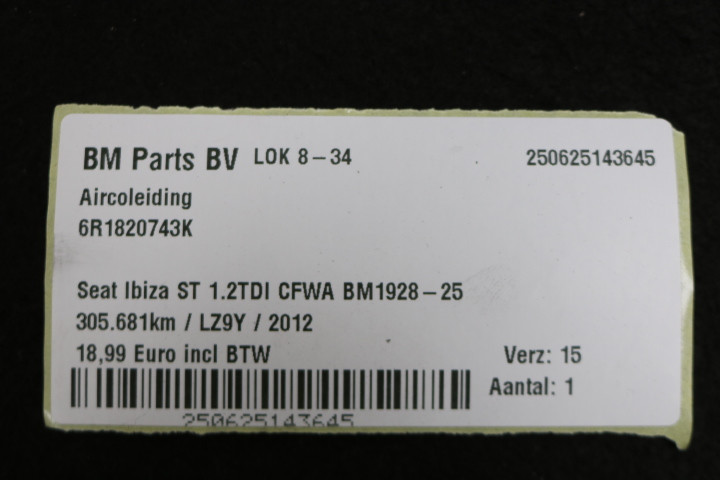 BM Parts BV LOK 8-34 250625143645
Aircoleiding
6R1820743K
Seat Ibiza ST 1.2TDI CFWA BM1928-25
305.681km / LZ9Y / 2012
18,99 Euro incl BTW Verz: 15
Aantal: 1
250625143645